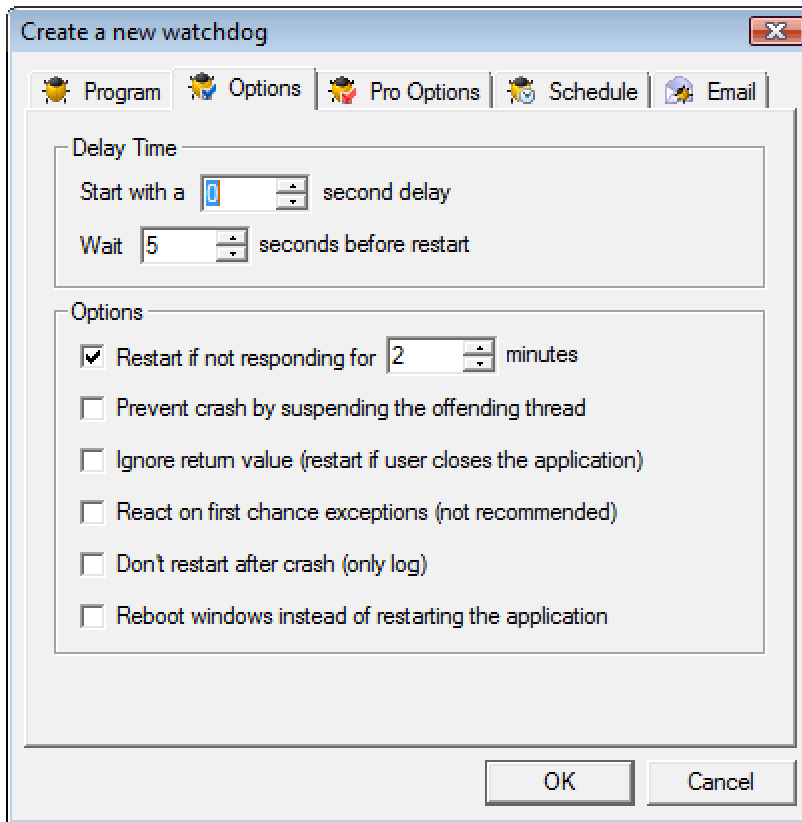 Create a new watchdog
Program Options Pro Options Schedule Email
Delay Time
Start with a 0 second delay
Wait 5 seconds before restart
Options
Restart if not responding for 2 minutes
Prevent crash by suspending the offending thread
Ignore return value (restart if user closes the application)
React on first chance exceptions (not recommended)
Don't restart after crash (only log)
Reboot windows instead of restarting the application
OK Cancel